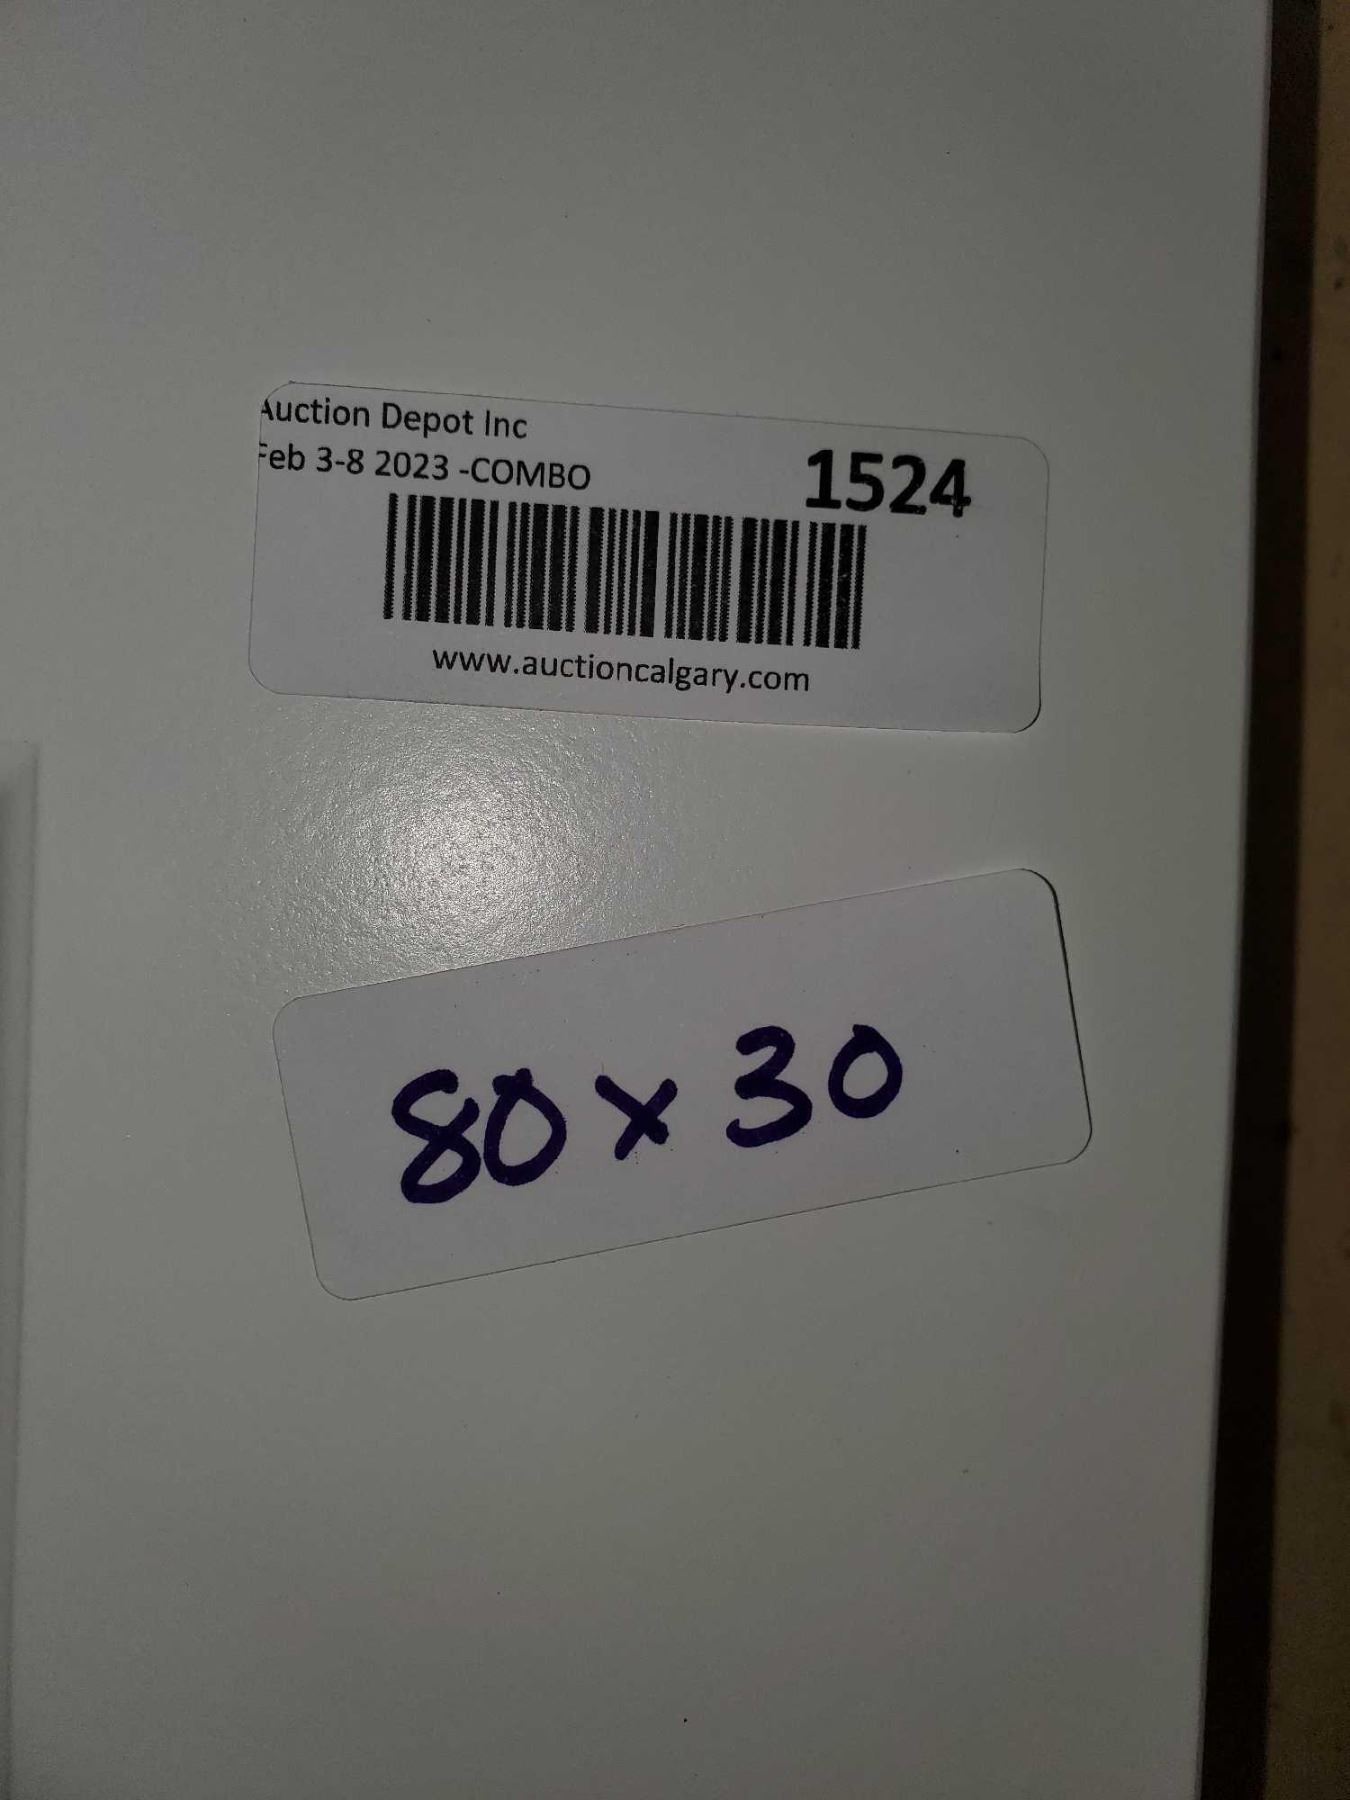 Auction Depot Inc
Feb 3-8 2023 -COMBO
1524
www.auctioncalgary.com
80 x 30